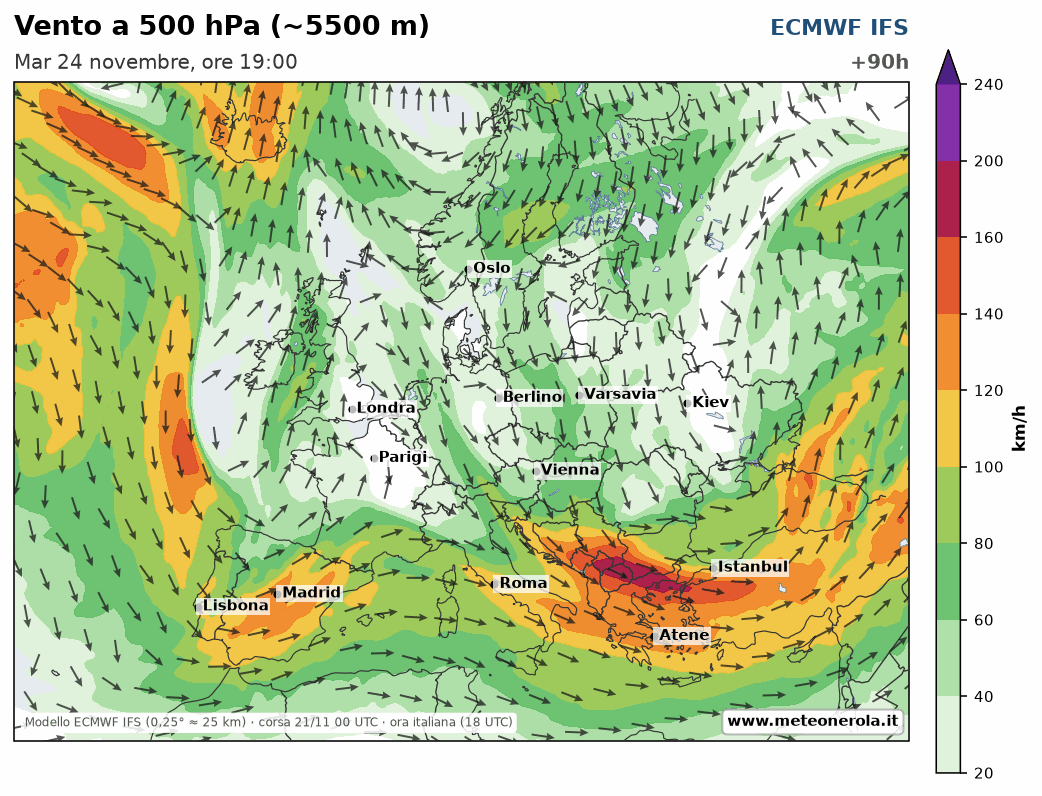 Vento a 500 hPa (~5500 m)
ECMWF IFS
Mar 24 novembre, ore 19:00
+90h
240
200
160
140
120
100
80
60
40
20
km/h
Oslo
Berlino
Varsavia
Kiev
Londra
Parigi
Vienna
Istanbul
Roma
Madrid
Lisbona
Atene
Modello ECMWF IFS (0,25° ≈ 25 km) · corsa 21/11 00 UTC · ora italiana (18 UTC)
www.meteonerola.it